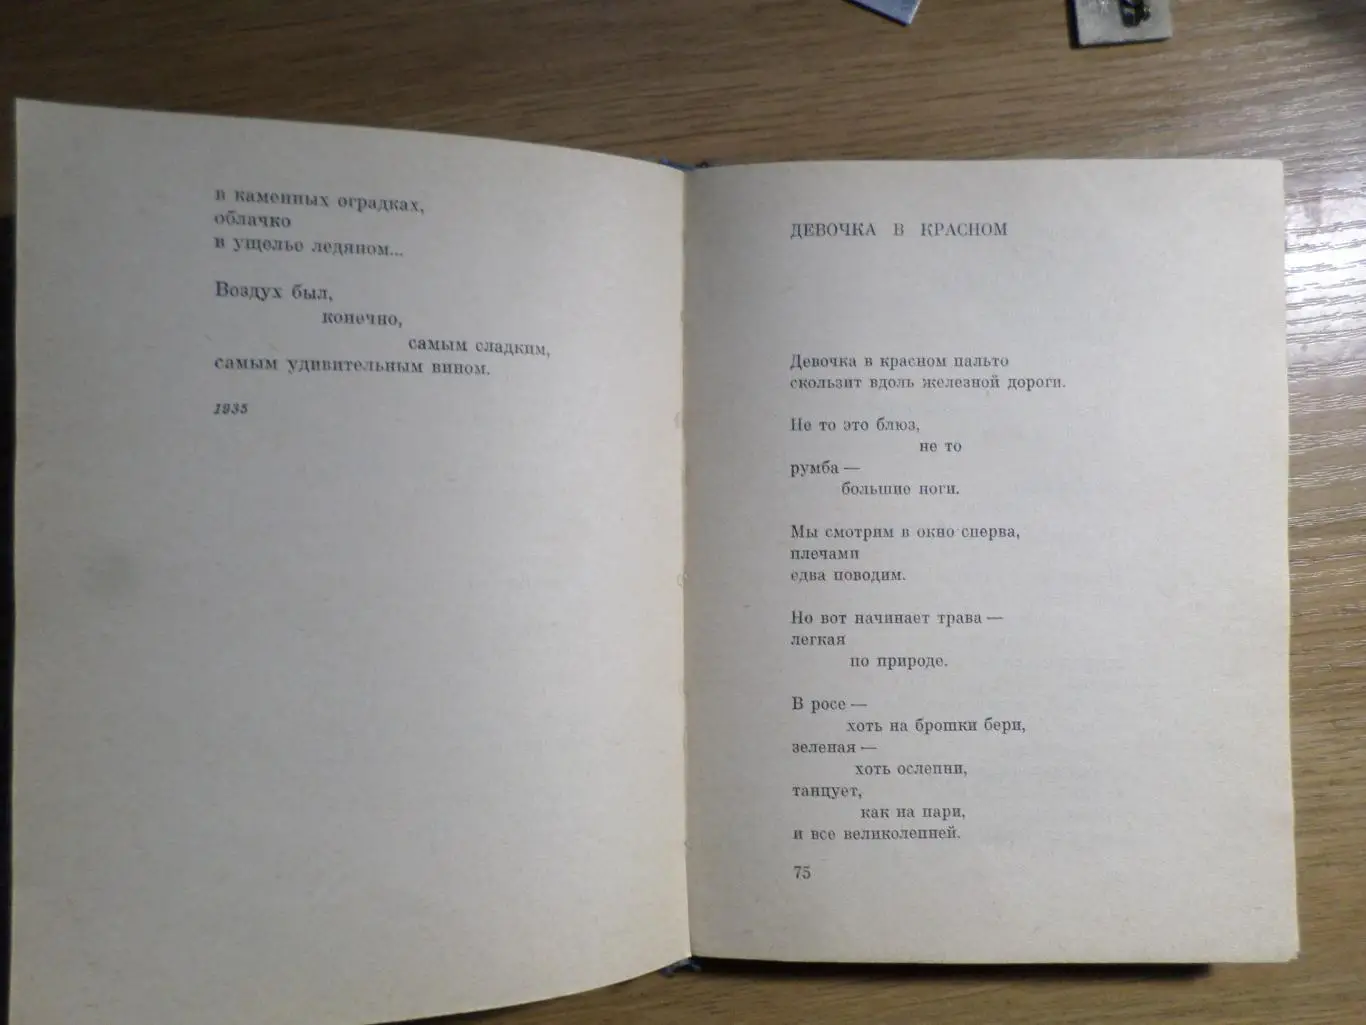 в каменных оградках,
облачко
в ущелье ледяном...
Воздух был,
конечно,
самым сладким,
самым удивительным вином.
1935
ДЕВОЧКА В КРАСНОМ
Девочка в красном пальто
скользит вдоль железной дороги.
Не то это блюз,
не то
румба —
большие ноги.
Мы смотрим в окно сперва,
плечами
едва поводим.
Но вот начинает трава —
легкая
по природе.
В росе —
хоть на брошки бери,
зеленая —
хоть ослепни,
танцует,
как на пари,
и все великолепней.
75